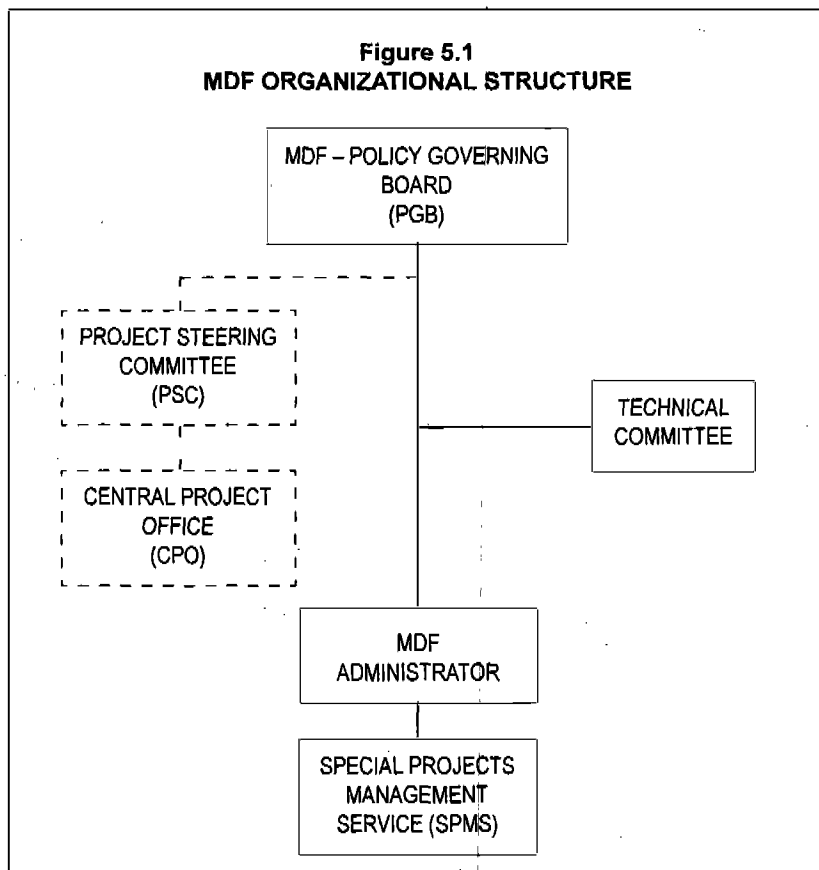 Figure 5.1
MDF ORGANIZATIONAL STRUCTURE
MDF – POLICY GOVERNING
BOARD
(PGB)
PROJECT STEERING
COMMITTEE
(PSC)
TECHNICAL
COMMITTEE
CENTRAL PROJECT
OFFICE
(CPO)
MDF
ADMINISTRATOR
SPECIAL PROJECTS
MANAGEMENT
SERVICE (SPMS)